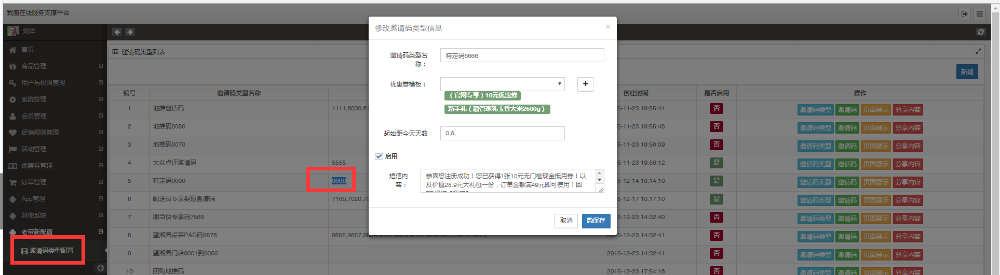 我厨在线服务支撑平台
刘洋
首页
商品管理
用户与权限管理
系统管理
会员管理
促销规则管理
活动管理
优惠券管理
订单管理
App管理
其他系统
老带新配置
邀请码类型配置
邀请码类型列表
新建
编号 邀请码类型名称 创建时间 是否启用 操作
1 地推邀请码 1111,6000,61 5-11-23 19:55:44 否 邀请码类型 邀请码 页面展示 分享内容
2 地推码8080 5-11-23 19:55:48 否 邀请码类型 邀请码 页面展示 分享内容
3 地推码8070 5-11-23 19:56:09 否 邀请码类型 邀请码 页面展示 分享内容
4 大众点评邀请码 5555 5-11-23 19:56:12 是 邀请码类型 邀请码 页面展示 分享内容
5 特定码6666 6666 5-12-14 16:14:10 是 邀请码类型 邀请码 页面展示 分享内容
6 配送员专享渠道邀请码 7166,7020,73 5-12-17 10:17:10 是 邀请码类型 邀请码 页面展示 分享内容
7 湘当快专享码7568 5-12-23 14:32:40 否 邀请码类型 邀请码 页面展示 分享内容
8 望湘园点菜PAD码9876 2015-12-23 14:32:41 否 邀请码类型 邀请码 页面展示 分享内容
9 望湘园门店9001到9050 2015-12-23 14:32:41 否 邀请码类型 邀请码 页面展示 分享内容
10 团购地推码 2015-12-23 17:54:16 否 邀请码类型 邀请码 页面展示 分享内容
修改邀请码类型信息 ×
邀请码类型名
称： 特定码6666
优惠券模板：
（官网专享）10元优惠券
新手礼（粮管家乳玉香大米2500g）
起始距今天天数 0,5,
启用
短信内
容：
恭喜您注册成功！您已获得1张10元无门槛现金抵用券！以
及价值25.9元大礼包一份，订单金额满49元即可使用！回
取消 保存